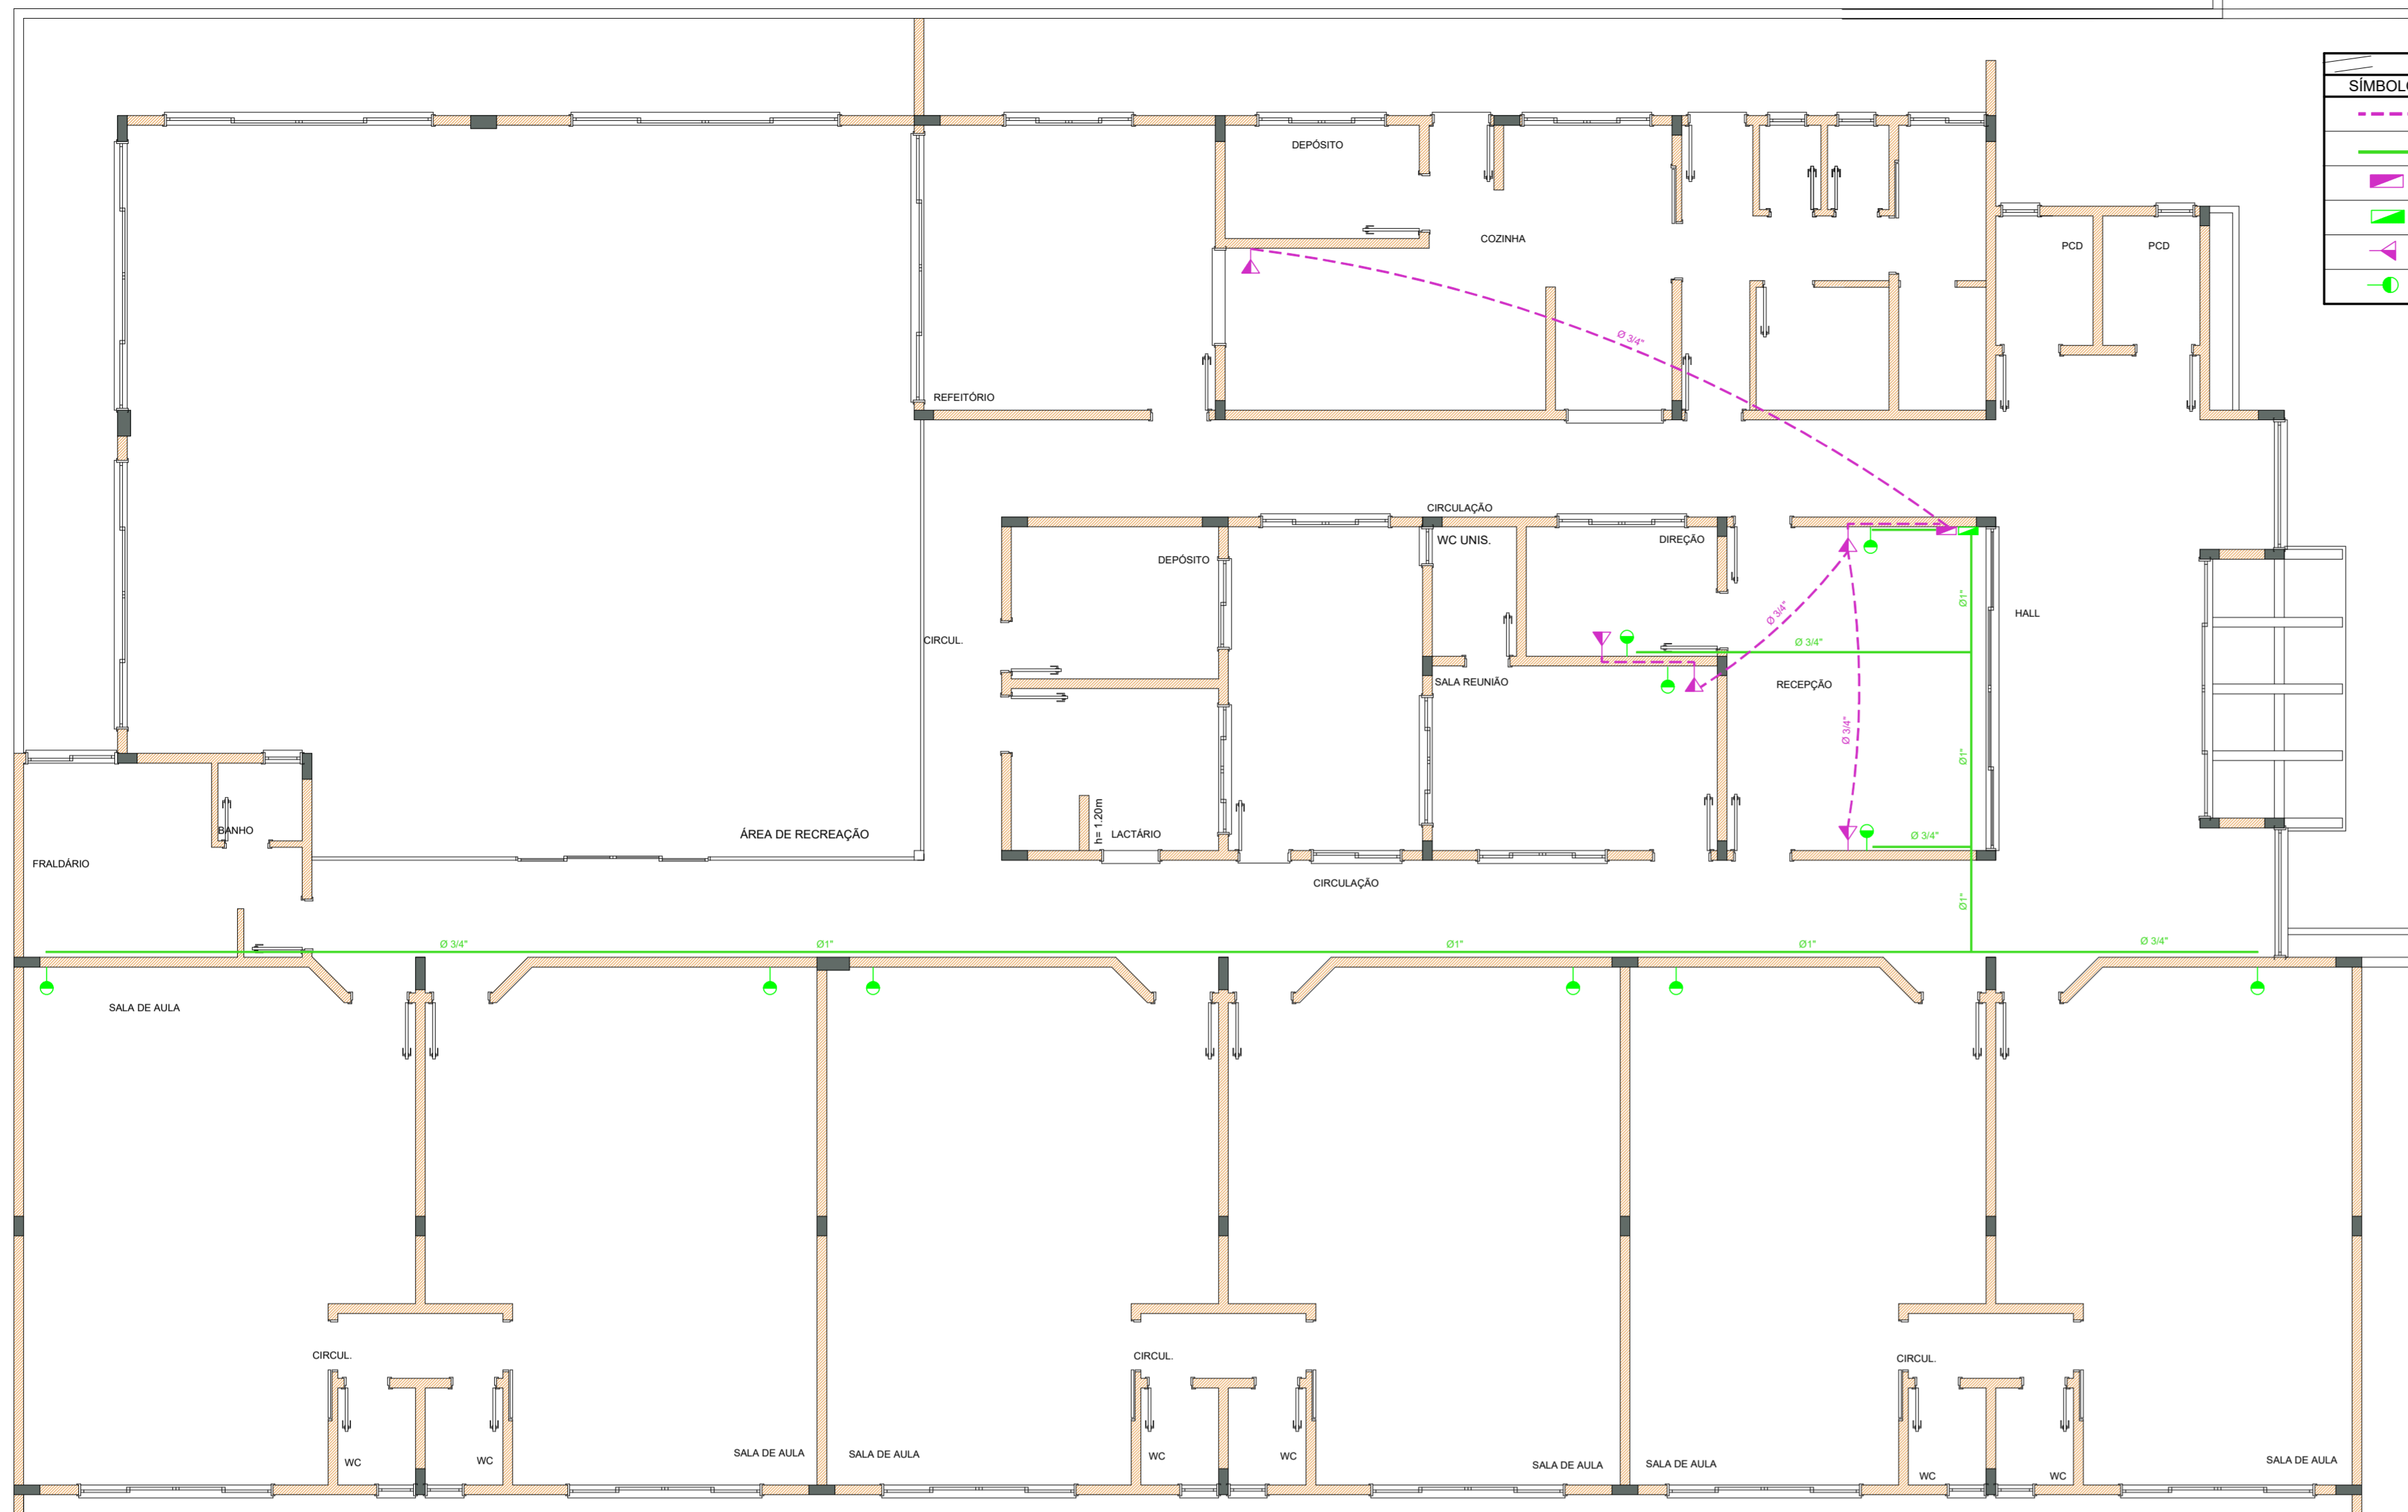 SÍMBOL
DEPÓSITO
COZINHA
PCD
PCD
Ø 3/4"
REFEITÓRIO
CIRCULAÇÃO
WC UNIS.
DIREÇÃO
DEPÓSITO
Ø1"
Ø 3/4"
HALL
CIRCUL.
Ø 3/4"
SALA REUNIÃO
RECEPÇÃO
Ø 3/4"
Ø1"
h= 1.20m
BANHO
ÁREA DE RECREAÇÃO
LACTÁRIO
Ø 3/4"
FRALDÁRIO
CIRCULAÇÃO
Ø1"
Ø 3/4"
Ø1"
Ø1"
Ø1"
Ø 3/4"
SALA DE AULA
CIRCUL.
CIRCUL.
CIRCUL.
SALA DE AULA
SALA DE AULA
SALA DE AULA
SALA DE AULA
SALA DE AULA
WC
WC
WC
WC
WC
WC